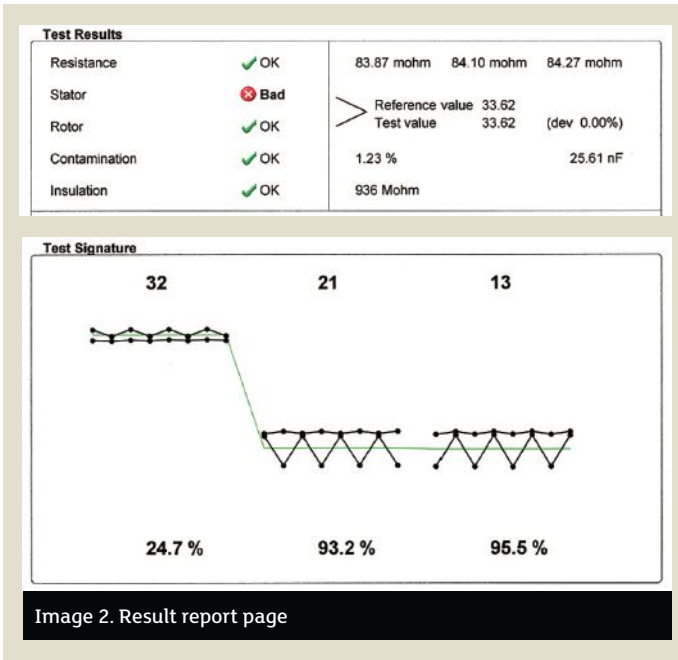 Test Results
Resistance OK 83.87 mohm 84.10 mohm 84.27 mohm
Stator Bad
Reference value 33.62
Rotor OK Test value 33.62 (dev 0.00%)
Contamination OK 1.23 % 25.61 nF
Insulation OK 936 Mohm
Test Signature
32 21 13
24.7 % 93.2 % 95.5 %
Image 2. Result report page